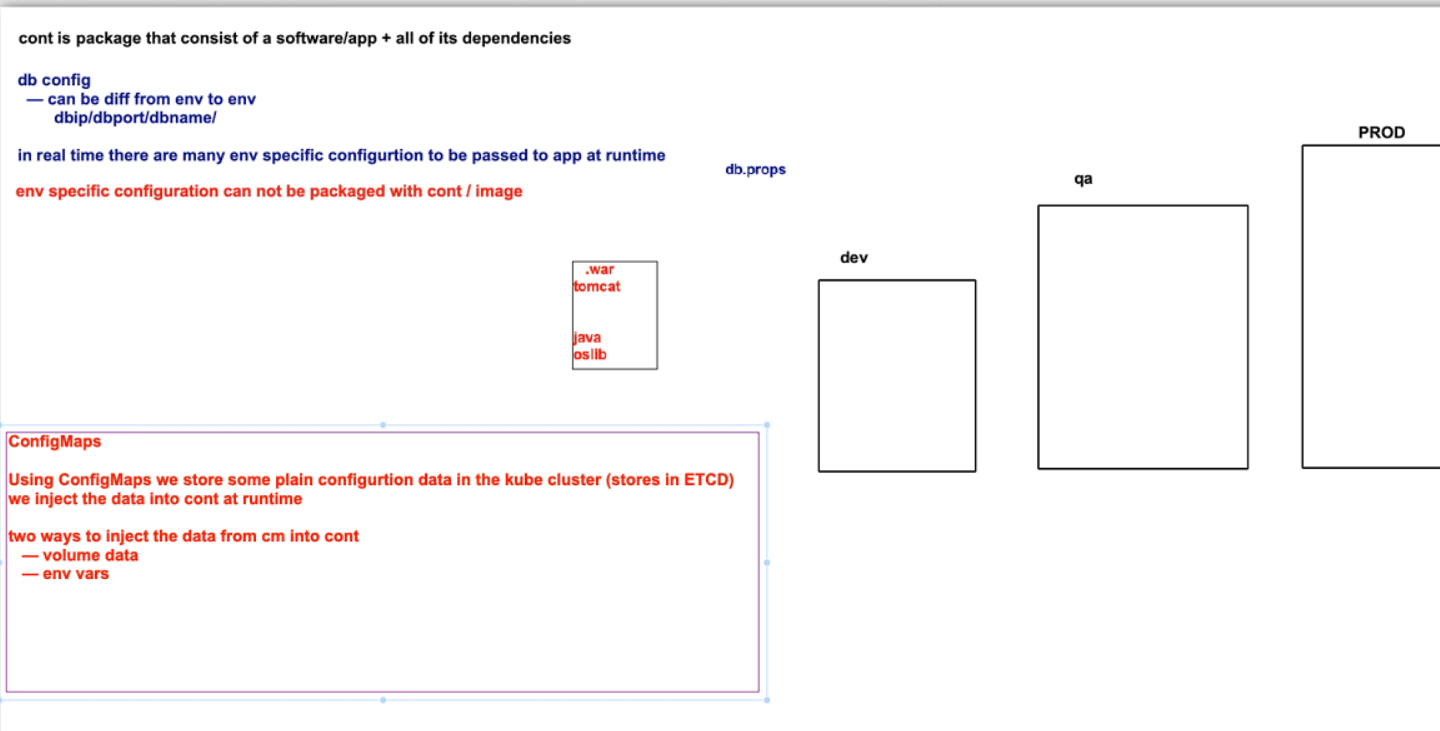 cont is package that consist of a software/app + all of its dependencies
db config
— can be diff from env to env
dbip/dbport/dbname/
in real time there are many env specific configurtion to be passed to app at runtime
env specific configuration can not be packaged with cont / image
db.props
PROD
qa
dev
.war
tomcat
java
oslib
ConfigMaps
Using ConfigMaps we store some plain configurtion data in the kube cluster (stores in ETCD)
we inject the data into cont at runtime
two ways to inject the data from cm into cont
— volume data
— env vars